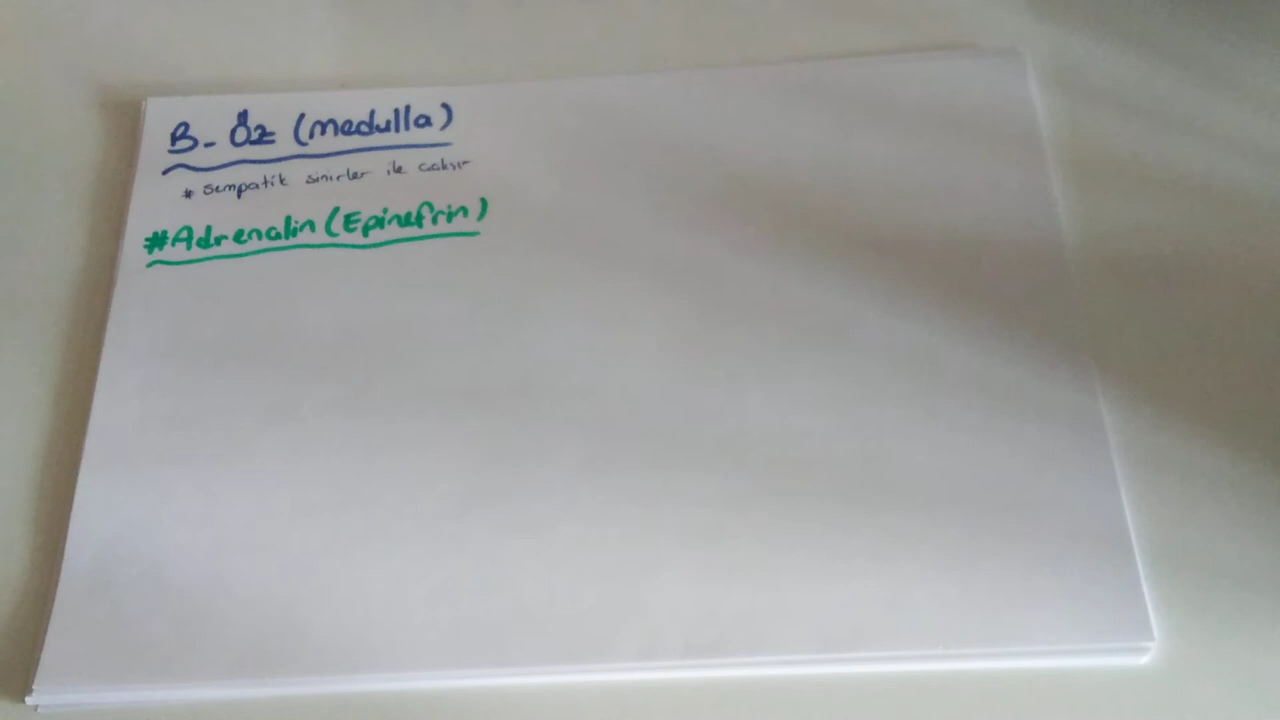 B- Öz (medulla)
# Sempatik sinirler ile çalışır
#Adrenalin (Epinefrin)